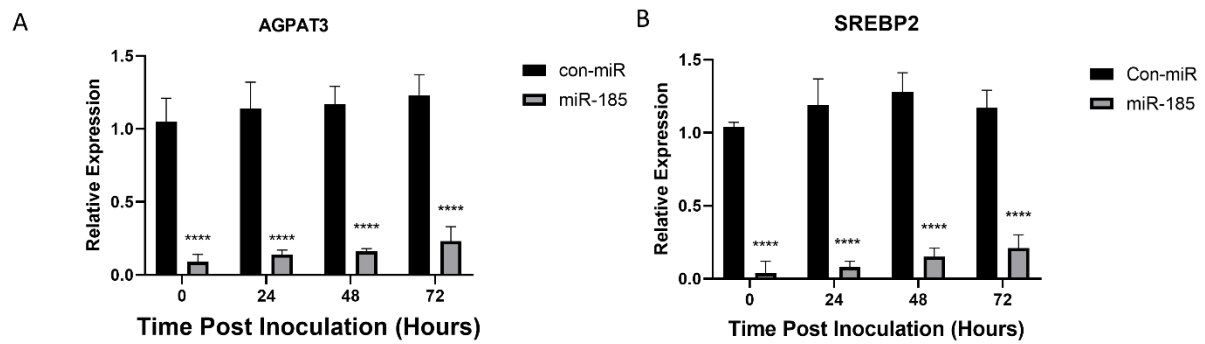 A
AGPAT3
Relative Expression
1.5
1.0
0.5
0.0
****
****
****
****
0
24
48
72
Time Post Inoculation (Hours)
con-miR
miR-185
B
SREBP2
Relative Expression
1.5
1.0
0.5
0.0
****
****
****
****
0
24
48
72
Time Post Inoculation (Hours)
Con-miR
miR-185